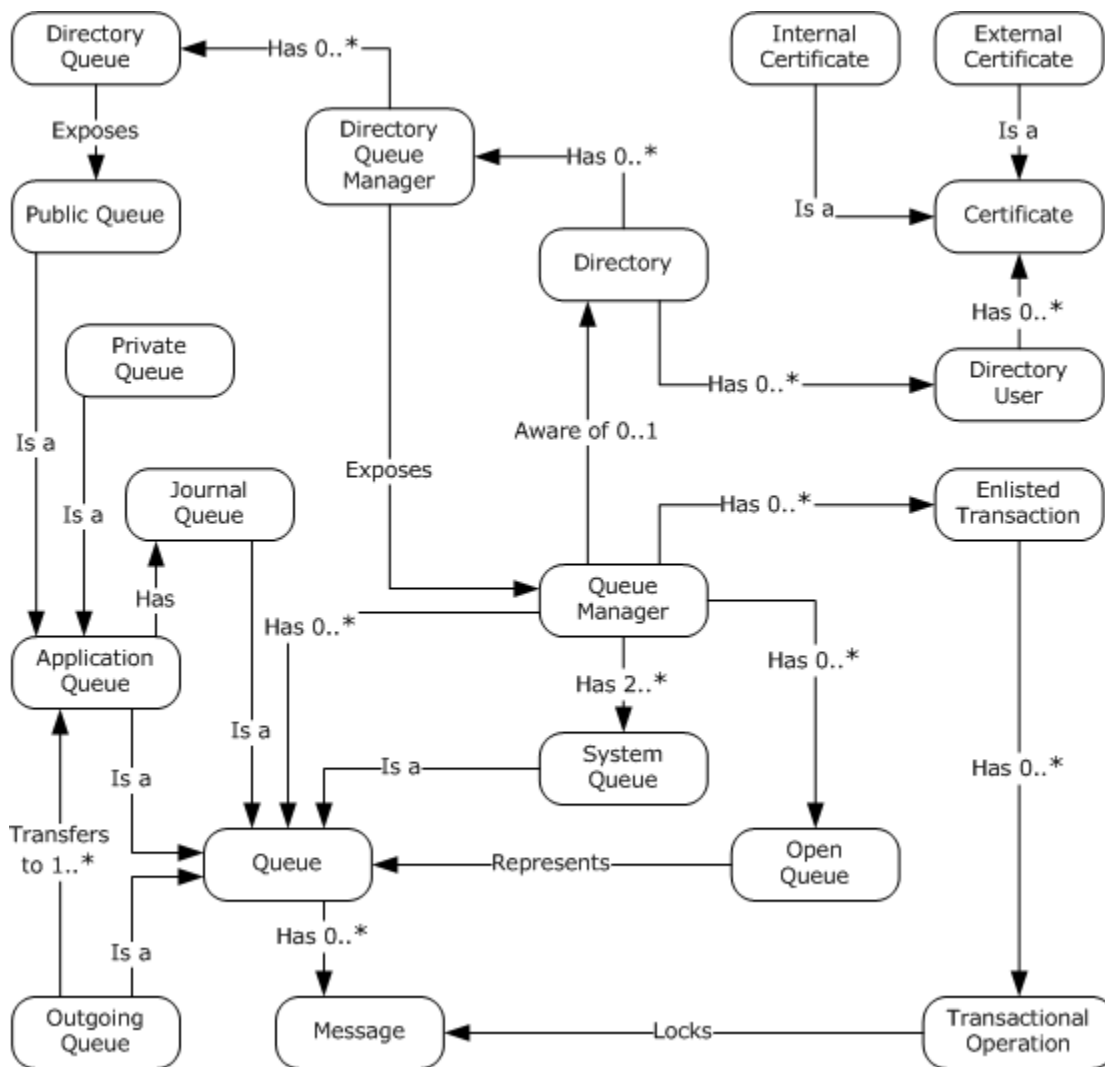 Directory
Queue
Has 0..*
Internal
Certificate
External
Certificate
Exposes
Directory
Queue
Manager
Has 0..*
Is a
Public Queue
Is a
Certificate
Directory
Has 0..*
Private
Queue
Has 0..*
Directory
User
Is a
Aware of 0..1
Exposes
Journal
Queue
Is a
Has 0..*
Enlisted
Transaction
Has
Queue
Manager
Has 0..*
Application
Queue
Has 0..*
Has 2..*
Is a
Is a
Is a
System
Queue
Has 0..*
Transfers
to 1..*
Queue
Represents
Open
Queue
Is a
Has 0..*
Outgoing
Queue
Message
Locks
Transactional
Operation